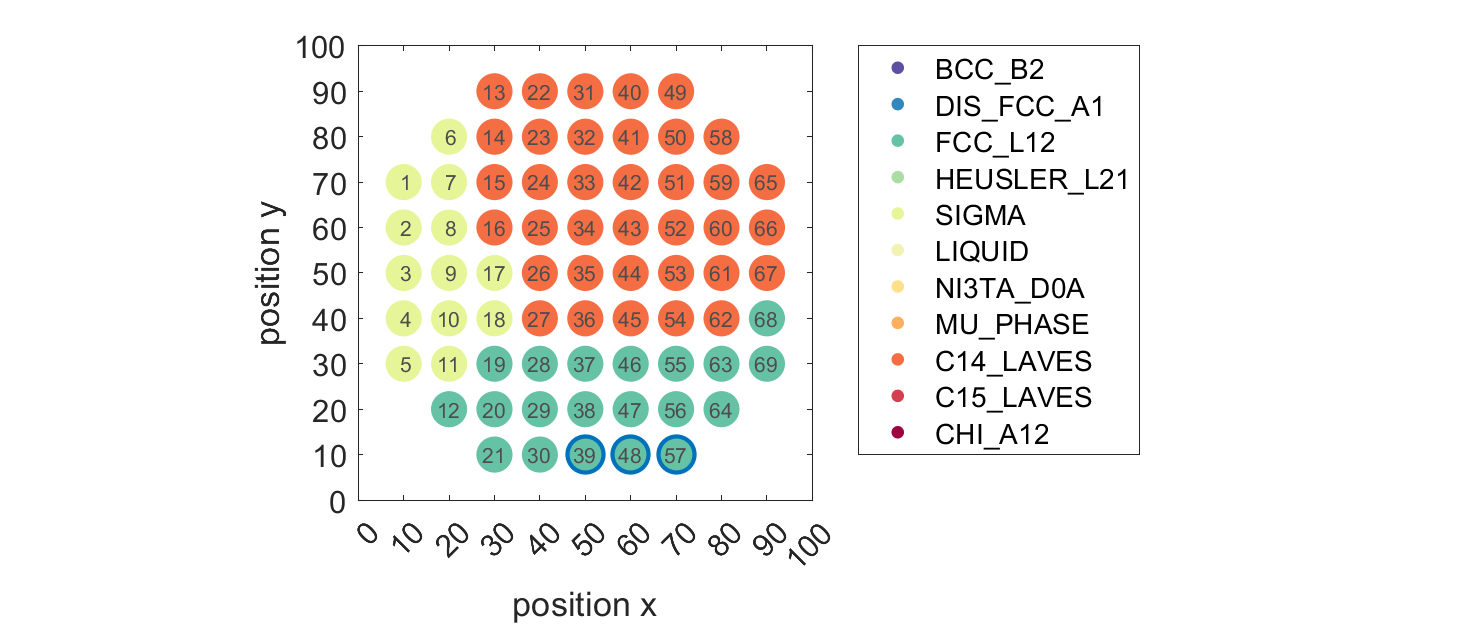 100
90 13 22 31 40 49
80 6 14 23 32 41 50 58
70 1 7 15 24 33 42 51 59 65
60 2 8 16 25 34 43 52 60 66
50 3 9 17 26 35 44 53 61 67
40 4 10 18 27 36 45 54 62 68
30 5 11 19 28 37 46 55 63 69
20 12 20 29 38 47 56 64
10 21 30 39 48 57
0
0 10 20 30 40 50 60 70 80 90 100
position x
position y
BCC_B2
DIS_FCC_A1
FCC_L12
HEUSLER_L21
SIGMA
LIQUID
NI3TA_D0A
MU_PHASE
C14_LAVES
C15_LAVES
CHI_A12